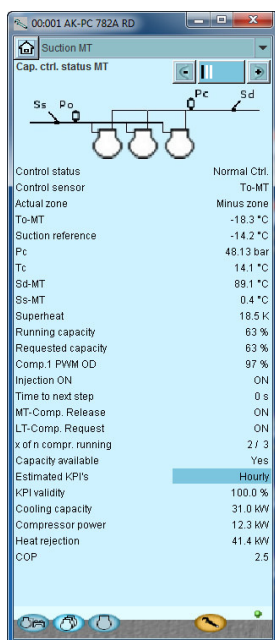 00:001 AK-PC 782A RD
Suction MT
Cap. ctrl. status MT
Pc Sd
Ss Po
Control status Normal Ctrl.
Control sensor To-MT
Actual zone Minus zone
To-MT -18.3 °C
Suction reference -14.2 °C
Pc 48.13 bar
Tc 14.1 °C
Sd-MT 89.1 °C
Ss-MT 0.4 °C
Superheat 18.5 K
Running capacity 63 %
Requested capacity 63 %
Comp.1 PWM OD 97 %
Injection ON ON
Time to next step 0 s
MT-Comp. Release ON
LT-Comp. Request ON
x of n compr. running 2 / 3
Capacity available Yes
Estimated KPI's Hourly
KPI validity 100.0 %
Cooling capacity 31.0 kW
Compressor power 12.3 kW
Heat rejection 41.4 kW
COP 2.5